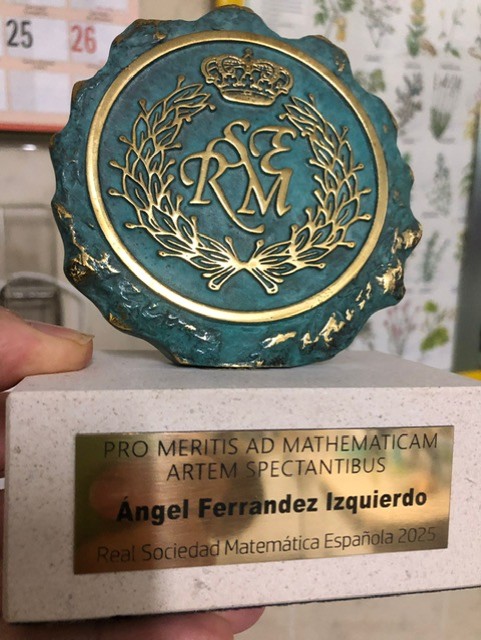 25 26
RSME
PRO MERITIS AD MATHEMATICAM
ARTEM SPECTANTIBUS
Ángel Ferrandez Izquierdo
Real Sociedad Matemática Española 2025